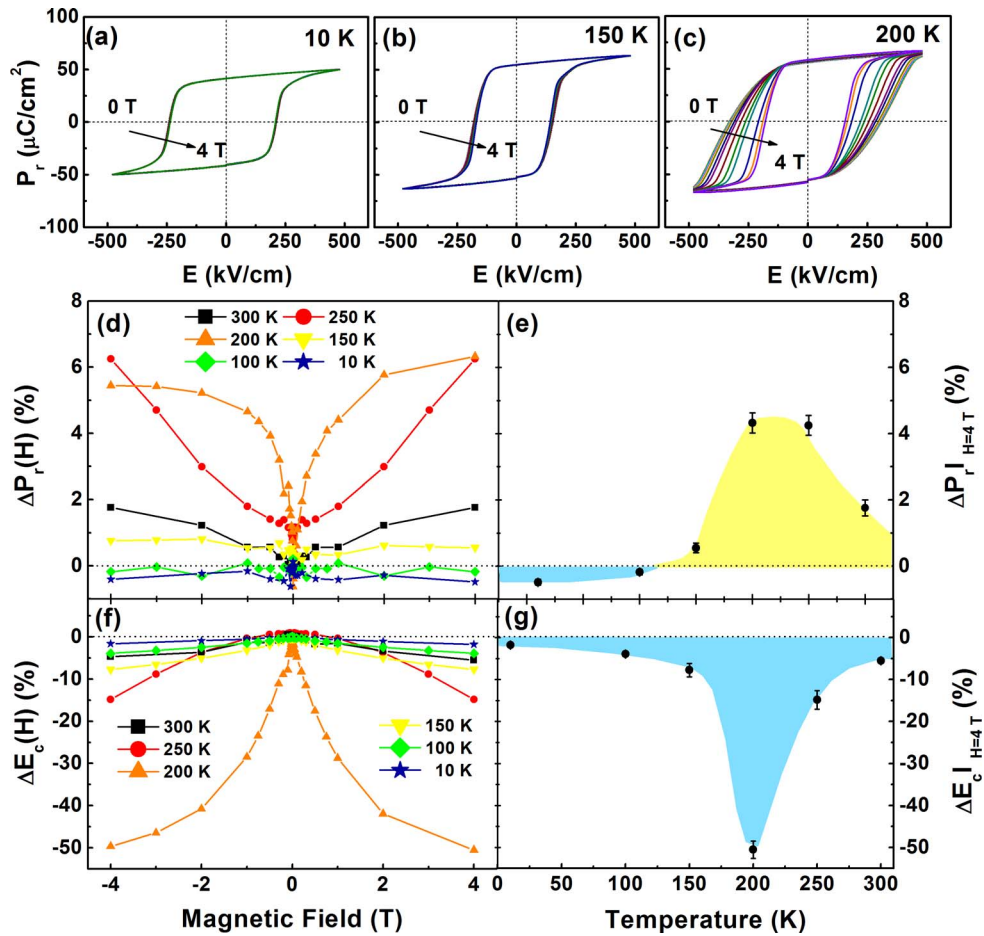 (a) 10 K
(b) 150 K
(c) 200 K
100
50
0
-50
-100
P_r (μC/cm²)
0 T
4 T
0 T
4 T
0 T
4 T
-500 -250 0 250 500
-500 -250 0 250 500
-500 -250 0 250 500
E (kV/cm)
E (kV/cm)
E (kV/cm)
(d)
300 K 250 K
200 K 150 K
100 K 10 K
8
6
4
2
0
ΔP_r(H) (%)
(e)
8
6
4
2
0
ΔP_r|_H=4 T (%)
(f)
300 K
250 K
200 K
150 K
100 K
10 K
0
-10
-20
-30
-40
-50
ΔE_c(H) (%)
-4 -2 0 2 4
Magnetic Field (T)
(g)
0
-10
-20
-30
-40
-50
ΔE_c|_H=4 T (%)
0 50 100 150 200 250 300
Temperature (K)